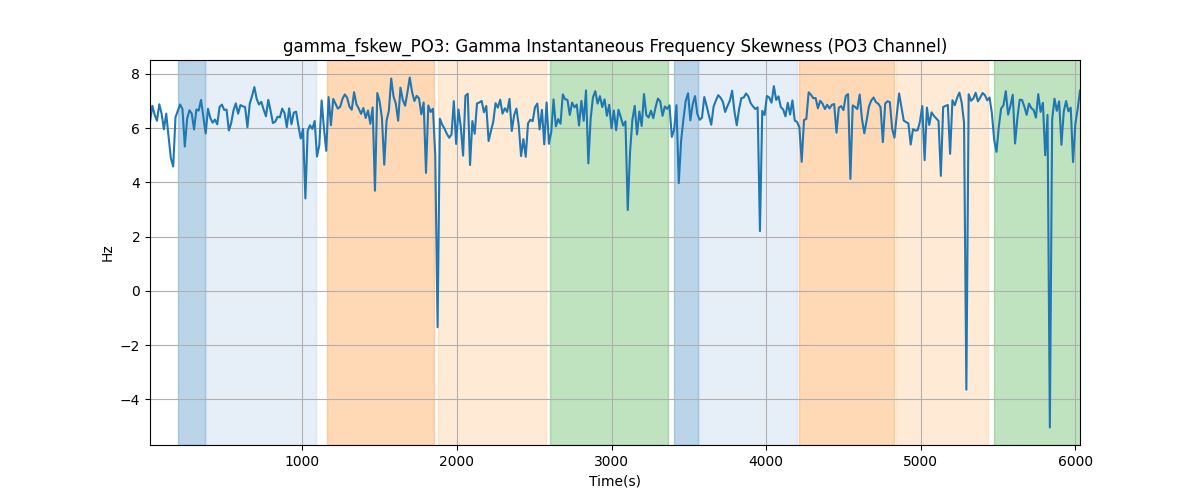 gamma_fskew_PO3: Gamma Instantaneous Frequency Skewness (PO3 Channel)
8
6
4
2
0
−2
−4
Hz
1000 2000 3000 4000 5000 6000
Time(s)